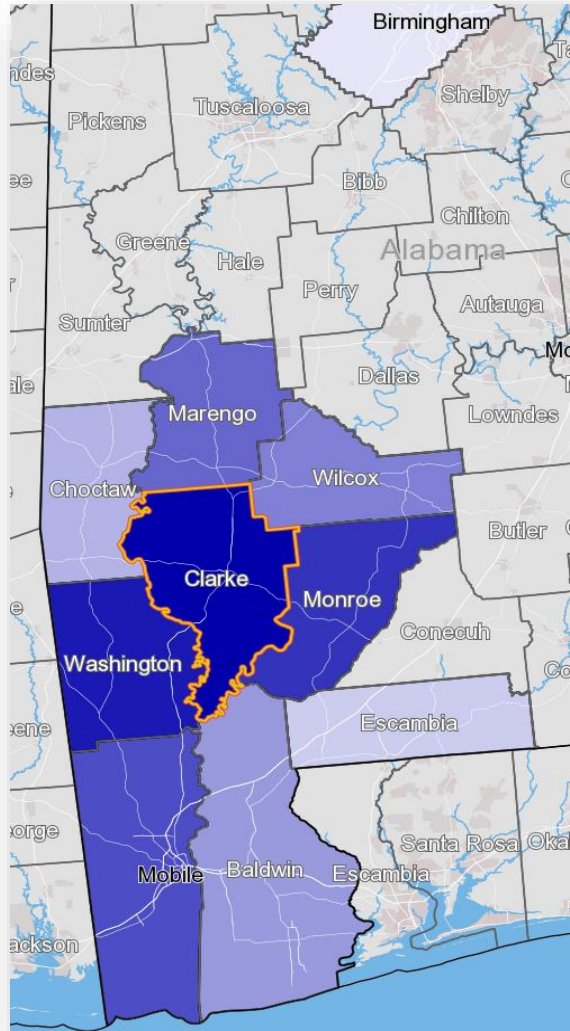 Birmingham
Shelby
Tuscaloosa
Pickens
Bibb
Chilton
Greene
Hale
Alabama
Perry
Autauga
Sumter
Dallas
Lowndes
Marengo
Wilcox
Choctaw
Butler
Clarke
Monroe
Conecuh
Washington
Escambia
Santa Rosa
Baldwin
Escambia
Mobile